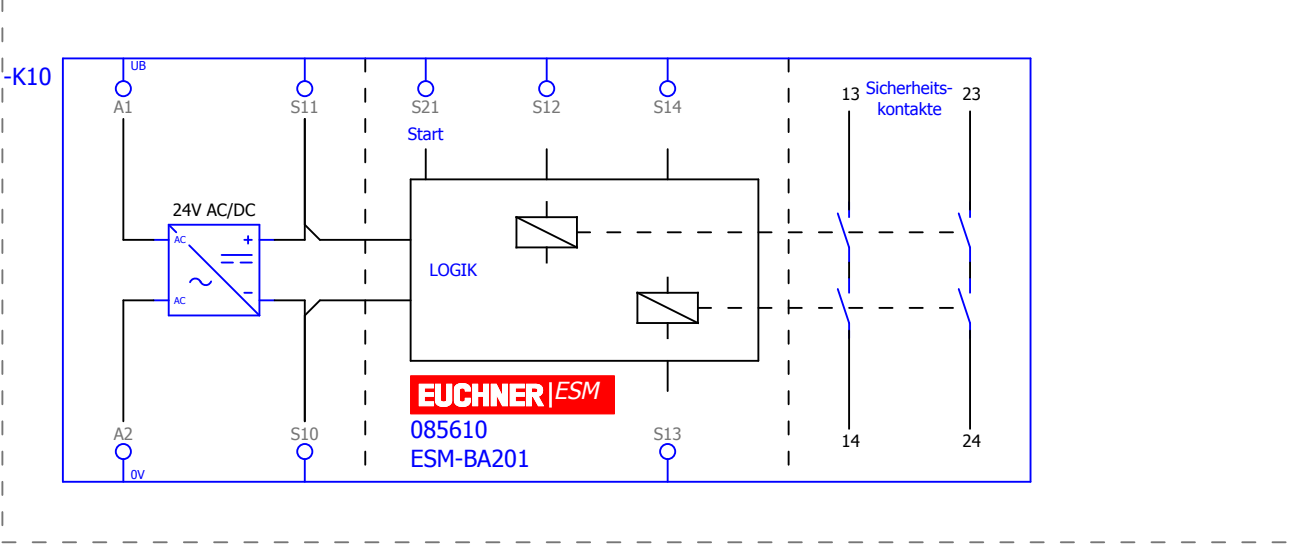 -K10
UB
A1
S11
S21
S12
S14
13
Sicherheits-
kontakte
23
Start
24V AC/DC
AC
+
LOGIK
AC
-
EUCHNER|ESM
085610
ESM-BA201
A2
S10
S13
14
24
0V